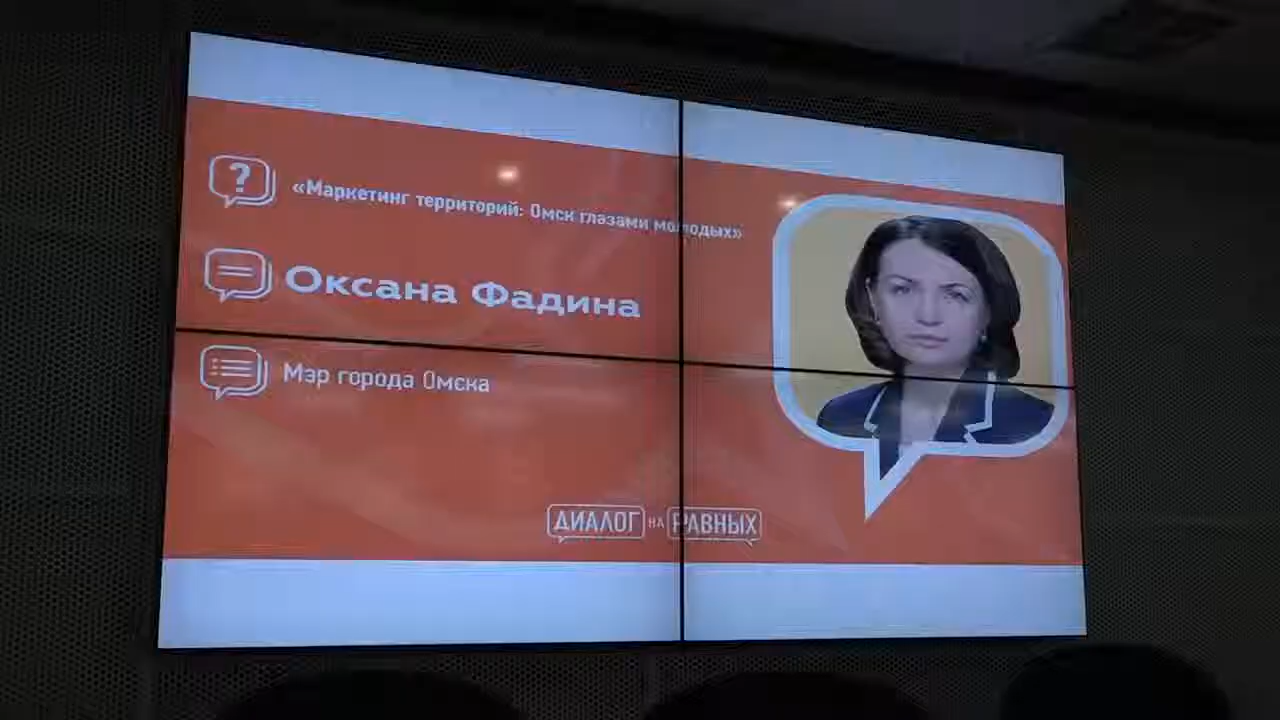 ?
«Маркетинг территорий: Омск глазами молодых»
Оксана Фадина
Мэр города Омска
ДИАЛОГ НА РАВНЫХ